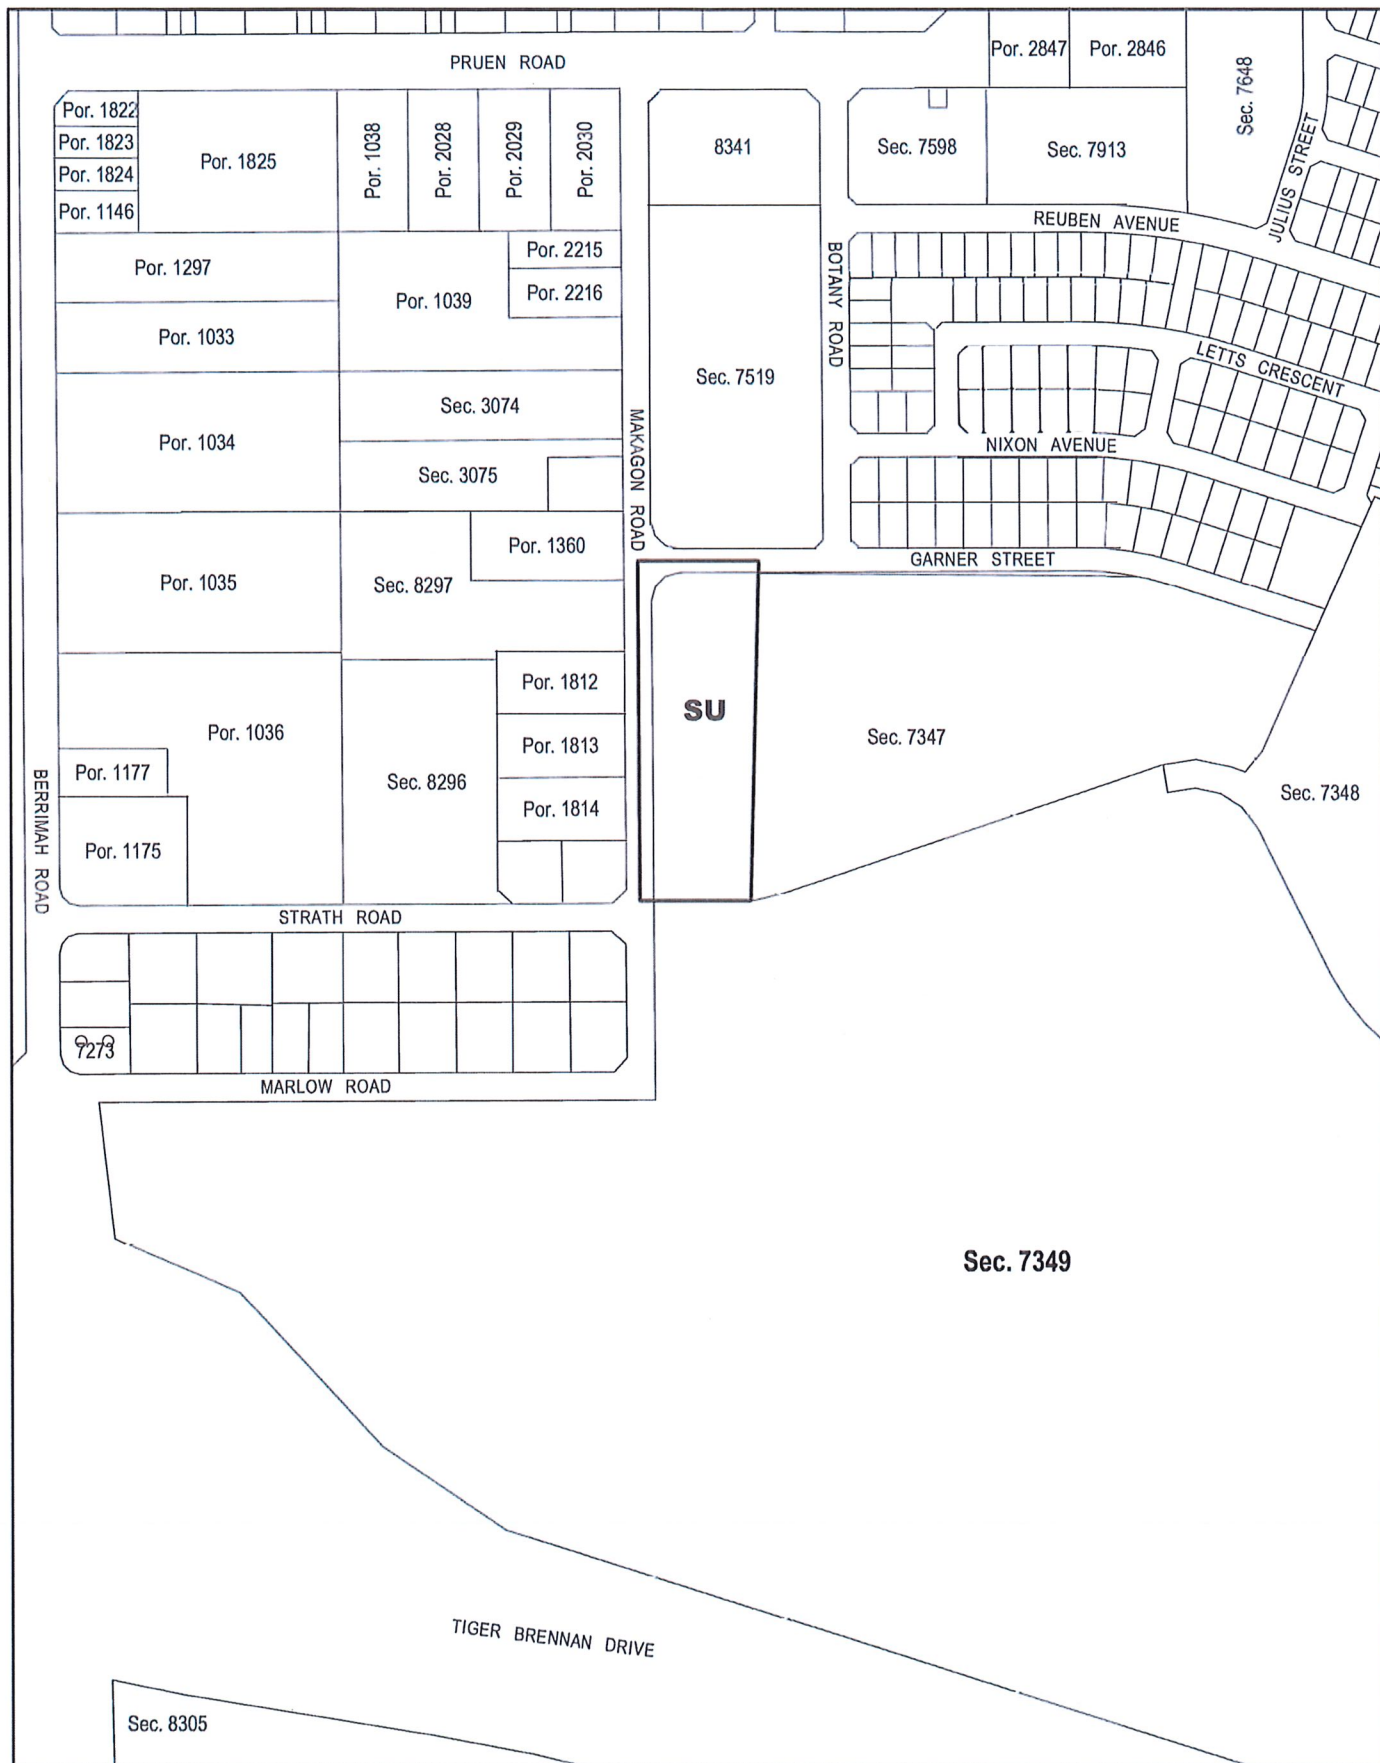 Por. 2847
Por. 2846
Sec. 7648
PRUEN ROAD
Por. 1822
Por. 1823
Por. 1824
Por. 1146
Por. 1825
Por. 1038
Por. 2028
Por. 2029
Por. 2030
8341
Sec. 7598
Sec. 7913
JULIUS STREET
REUBEN AVENUE
Por. 1297
Por. 1039
Por. 2215
Por. 2216
BOTANY ROAD
Por. 1033
LETTS CRESCENT
Sec. 7519
Sec. 3074
Por. 1034
MAKAGON ROAD
NIXON AVENUE
Sec. 3075
Por. 1360
GARNER STREET
Por. 1035
Sec. 8297
Por. 1812
SU
Por. 1036
Por. 1813
Sec. 7347
Por. 1177
Sec. 8296
Por. 1814
Sec. 7348
BERRIMAH ROAD
Por. 1175
STRATH ROAD
7273
MARLOW ROAD
Sec. 7349
TIGER BRENNAN DRIVE
Sec. 8305